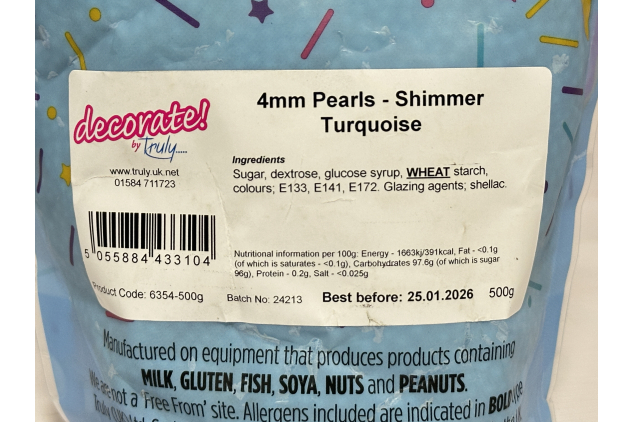 4mm Pearls - Shimmer
Turquoise
decorate!
by Truly.....
www.truly.uk.net
01584 711723
Ingredients
Sugar, dextrose, glucose syrup, WHEAT starch,
colours; E133, E141, E172. Glazing agents; shellac.
5 055884 433104
Nutritional information per 100g: Energy - 1663kj/391kcal, Fat - <0.1g
(of which is saturates - <0.1g), Carbohydrates 97.6g (of which is sugar
96g), Protein - 0.2g, Salt - <0.025g
Product Code: 6354-500g
Batch No: 24213
Best before: 25.01.2026
500g
Manufactured on equipment that produces products containing
MILK, GLUTEN, FISH, SOYA, NUTS and PEANUTS.
We are not a 'Free From' site. Allergens included are indicated in BOLD